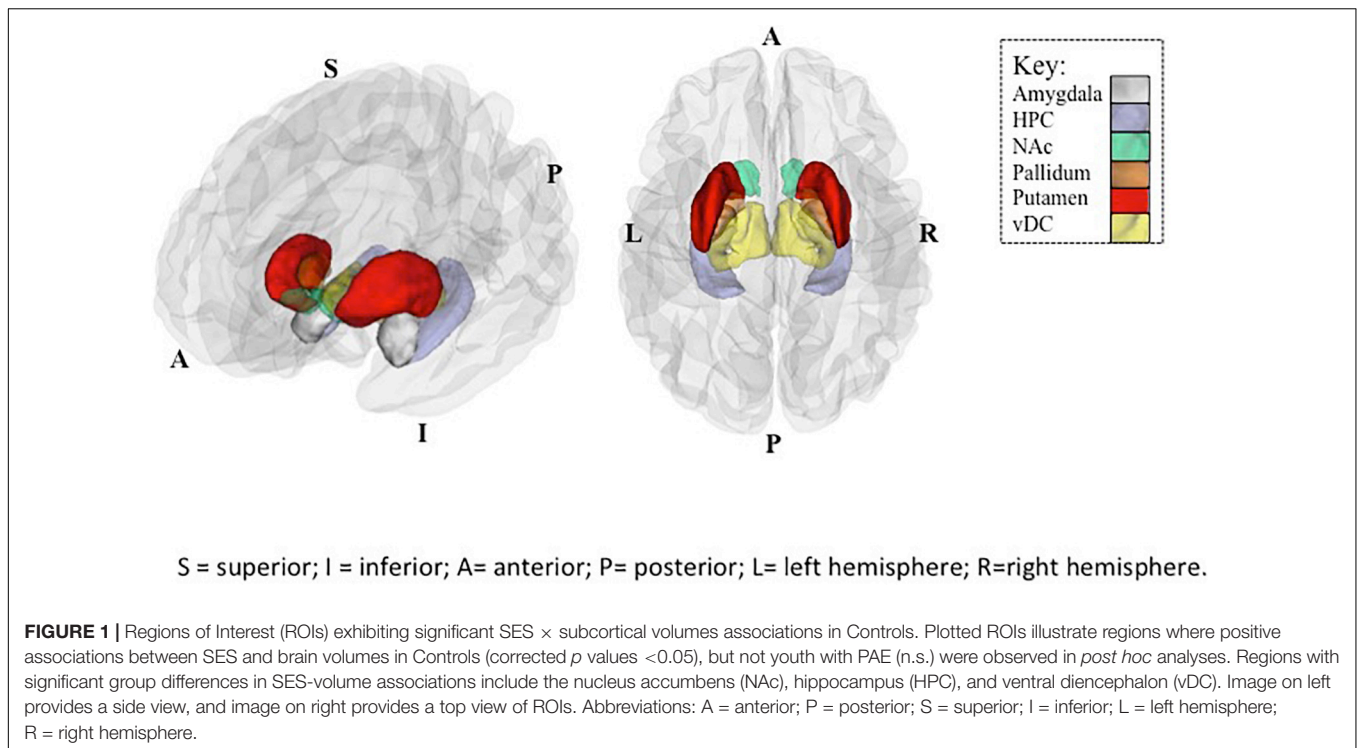 S
P
A
I
A
L
R
P
Key:
Amygdala
HPC
NAc
Pallidum
Putamen
vDC
S = superior; I = inferior; A= anterior; P= posterior; L= left hemisphere; R=right hemisphere.
FIGURE 1 | Regions of Interest (ROIs) exhibiting significant SES × subcortical volumes associations in Controls. Plotted ROIs illustrate regions where positive
associations between SES and brain volumes in Controls (corrected p values <0.05), but not youth with PAE (n.s.) were observed in post hoc analyses. Regions with
significant group differences in SES-volume associations include the nucleus accumbens (NAc), hippocampus (HPC), and ventral diencephalon (vDC). Image on left
provides a side view, and image on right provides a top view of ROIs. Abbreviations: A = anterior; P = posterior; S = superior; I = inferior; L = left hemisphere;
R = right hemisphere.